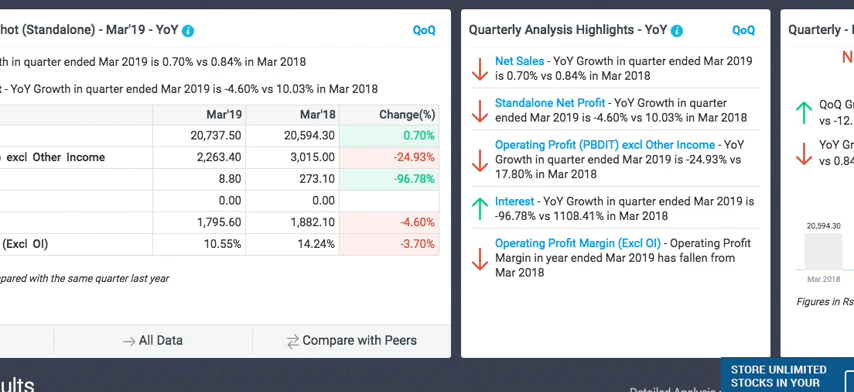 hot (Standalone) - Mar'19 - YoY
QoQ
th in quarter ended Mar 2019 is 0.70% vs 0.84% in Mar 2018
t - YoY Growth in quarter ended Mar 2019 is -4.60% vs 10.03% in Mar 2018
Mar'19 Mar'18 Change(%)
20,737.50 20,594.30 0.70%
) excl Other Income 2,263.40 3,015.00 -24.93%
8.80 273.10 -96.78%
0.00 0.00
1,795.60 1,882.10 -4.60%
(Excl OI) 10.55% 14.24% -3.70%
pared with the same quarter last year
All Data
Compare with Peers
Quarterly Analysis Highlights - YoY
QoQ
Net Sales - YoY Growth in quarter ended Mar 2019
is 0.70% vs 0.84% in Mar 2018
Standalone Net Profit - YoY Growth in quarter
ended Mar 2019 is -4.60% vs 10.03% in Mar 2018
Operating Profit (PBDIT) excl Other Income - YoY
Growth in quarter ended Mar 2019 is -24.93% vs
17.80% in Mar 2018
Interest - YoY Growth in quarter ended Mar 2019 is
-96.78% vs 1108.41% in Mar 2018
Operating Profit Margin (Excl OI) - Operating Profit
Margin in year ended Mar 2019 has fallen from
Mar 2018
Quarterly -
N
QoQ G
vs -12.
YoY Gr
vs 0.84
20,594.30
Mar 2018
Figures in Rs
ults
Detailed Analysis
STORE UNLIMITED
STOCKS IN YOUR